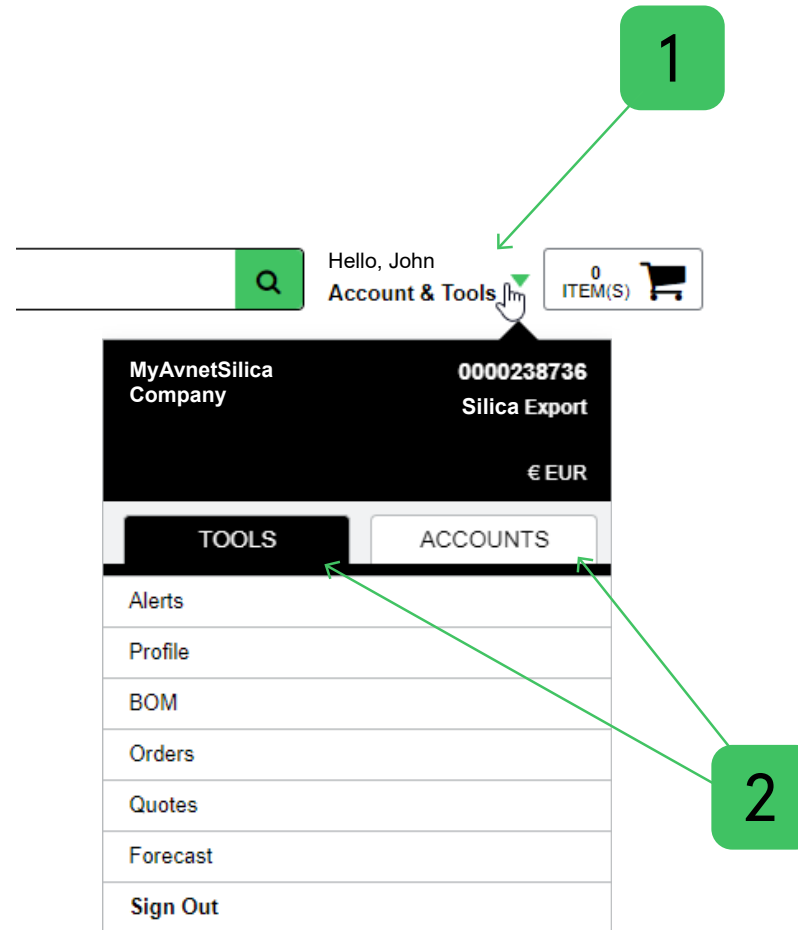 1
Hello, John
Account & Tools
0
ITEM(S)
MyAvnetSilica
Company
0000238736
Silica Export
€ EUR
TOOLS
ACCOUNTS
Alerts
Profile
BOM
Orders
Quotes
2
Forecast
Sign Out